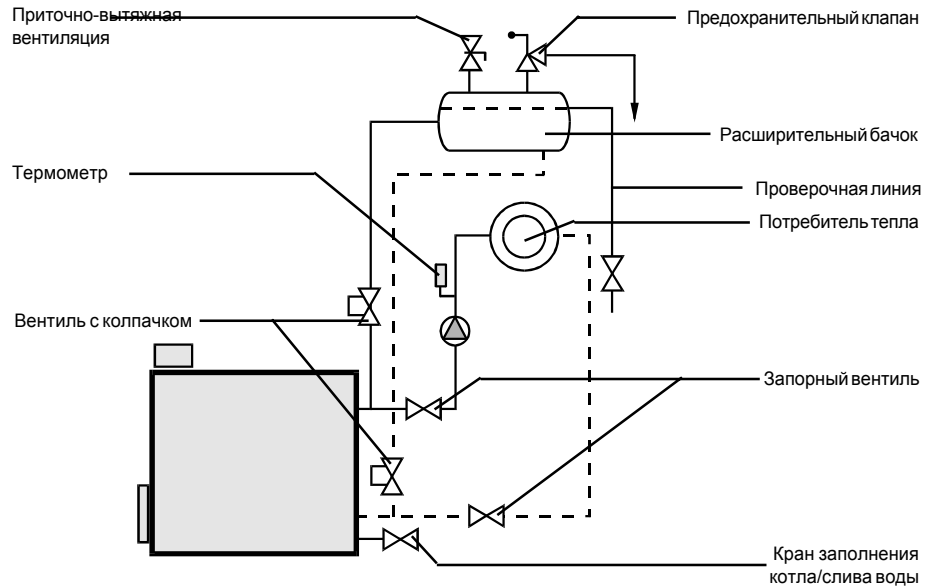 Приточно-вытяжная
вентиляция
Предохранительный клапан
Расширительный бачок
Термометр
Проверочная линия
Потребитель тепла
Вентиль с колпачком
Запорный вентиль
Кран заполнения
котла/слива воды